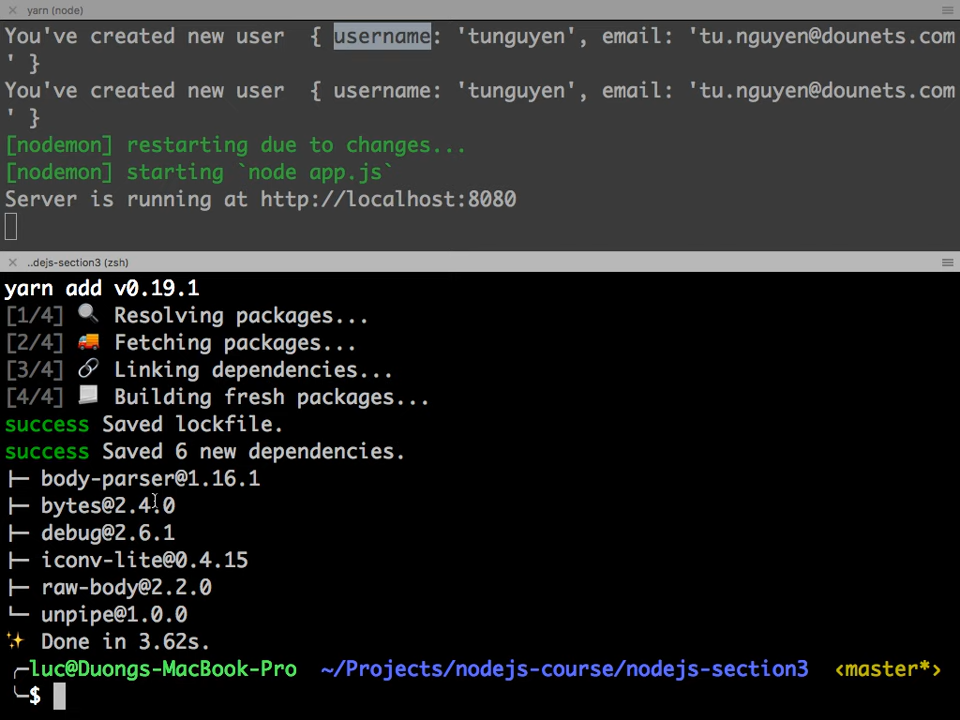 yarn (node)
You've created new user  { username: 'tunguyen', email: 'tu.nguyen@dounets.com
' }
You've created new user  { username: 'tunguyen', email: 'tu.nguyen@dounets.com
' }
[nodemon] restarting due to changes...
[nodemon] starting `node app.js`
Server is running at http://localhost:8080
..dejs-section3 (zsh)
yarn add v0.19.1
[1/4] 🔍 Resolving packages...
[2/4] 🚚 Fetching packages...
[3/4] 🔗 Linking dependencies...
[4/4] 📃 Building fresh packages...
success Saved lockfile.
success Saved 6 new dependencies.
├─ body-parser@1.16.1
├─ bytes@2.4.0
├─ debug@2.6.1
├─ iconv-lite@0.4.15
├─ raw-body@2.2.0
└─ unpipe@1.0.0
✨ Done in 3.62s.
╭─luc@Duongs-MacBook-Pro  ~/Projects/nodejs-course/nodejs-section3  ‹master*›
╰─$